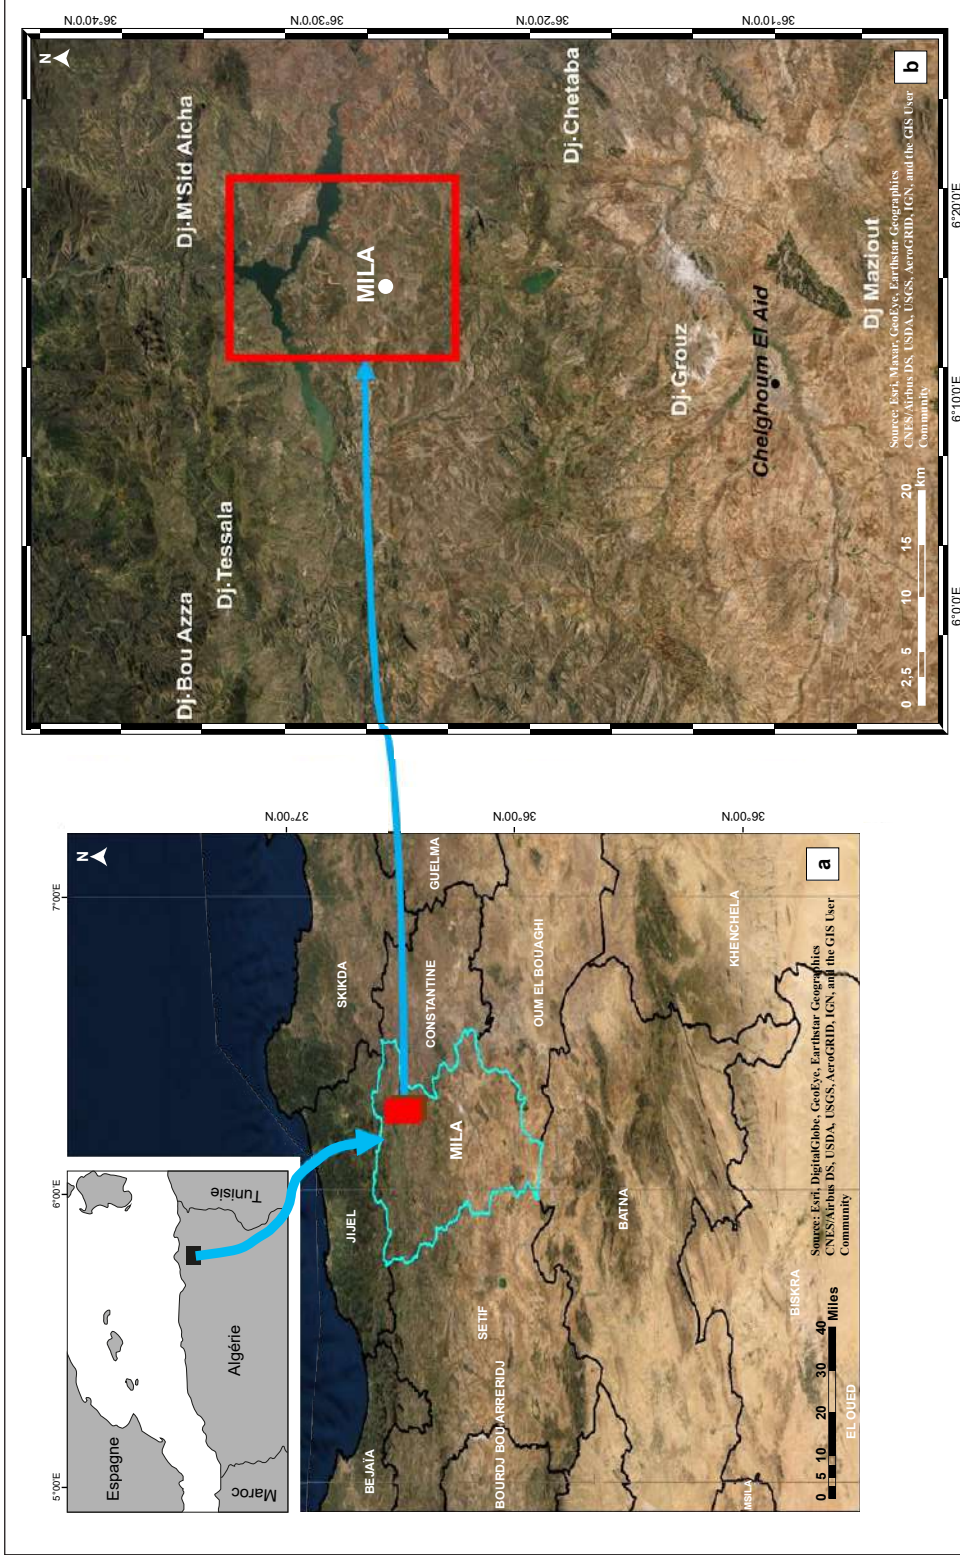 5°0'0"E
6°0'0"E
7°0'0"E
Espagne
Algérie
Maroc
Tunisie
N
37°0'0"N
36°0'0"N
36°0'0"N
SKIKDA
JIJEL
BEJAÏA
GUELMA
CONSTANTINE
MILA
SETIF
BOURDJ BOU ARRERIDJ
OUM EL BOUAGHI
BATNA
KHENCHELA
MSILA
BISKRA
EL OUED
0 5 10 20 30 40
Miles
Source: Esri, DigitalGlobe, GeoEye, Earthstar Geographics
CNES/Airbus DS, USDA, USGS, AeroGRID, IGN, and the GIS User
Community
a
N
36°40'0"N
36°30'0"N
36°20'0"N
36°10'0"N
Dj.Bou Azza
Dj.M'Sid Aicha
Dj.Tessala
MILA
Dj.Chetaba
Dj.Grouz
Chelghoum El Aid
Dj Maziout
0 2,5 5 10 15 20
km
Source: Esri, Maxar, GeoEye, Earthstar Geographics
CNES/Airbus DS, USDA, USGS, AeroGRID, IGN, and the GIS User
Community
b
6°0'0"E
6°10'0"E
6°20'0"E